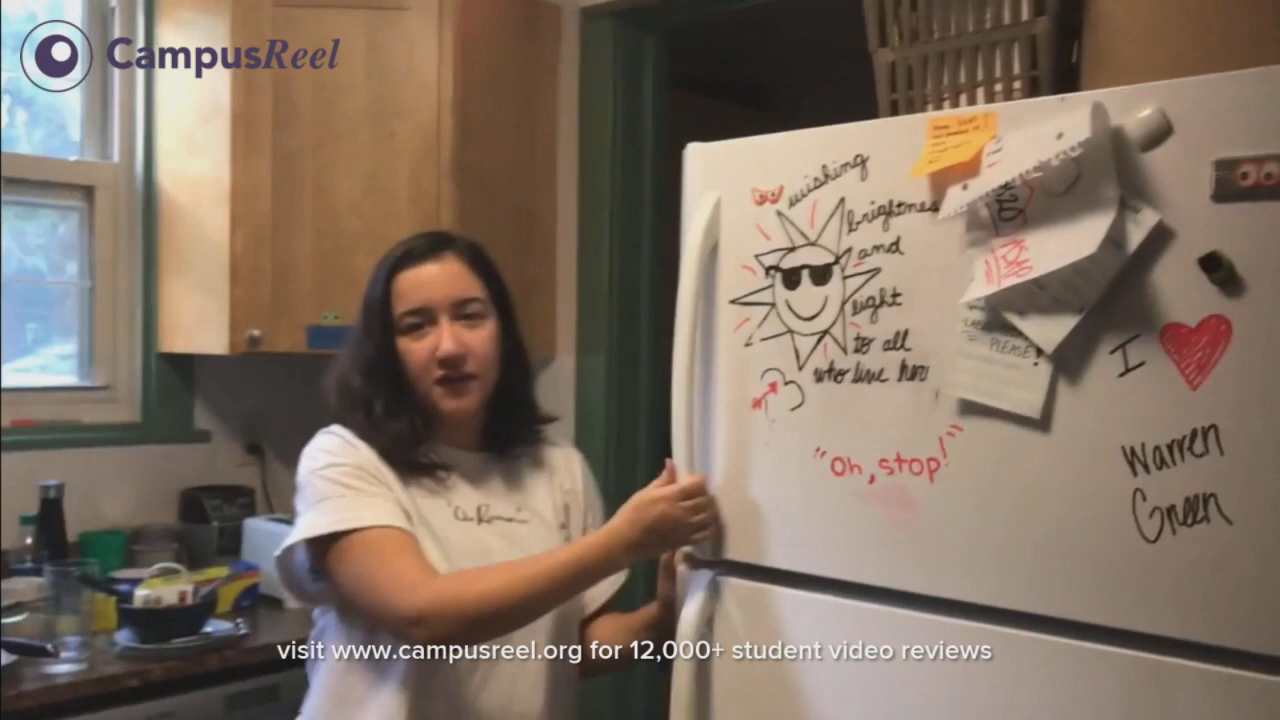 CampusReel
wishing
brightness
and
light
to all
who live here
"Oh, stop!"
PLEASE!
I
Warren
Green
visit www.campusreel.org for 12,000+ student video reviews